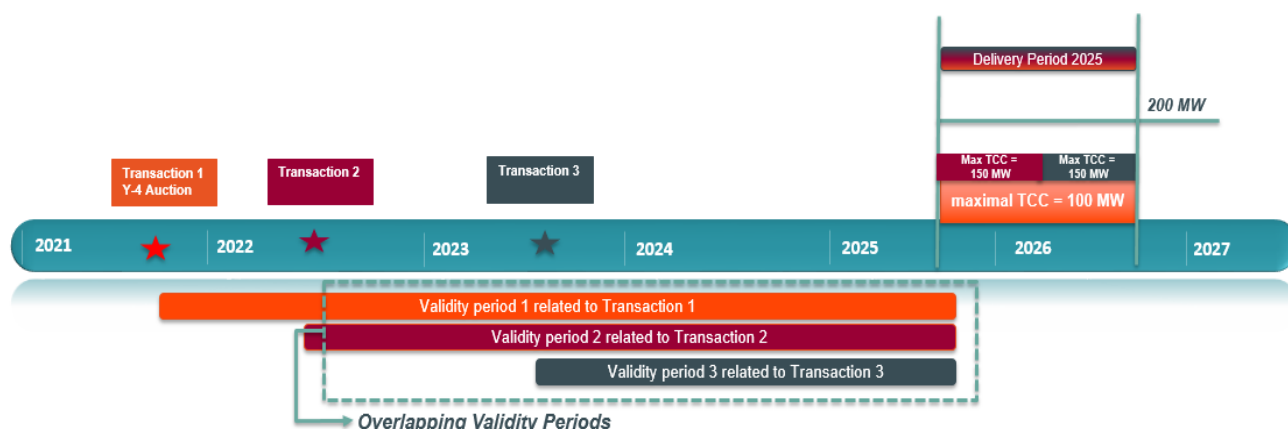 Delivery Period 2025
200 MW
Transaction 1
Y-4 Auction
Transaction 2
Transaction 3
Max TCC =
150 MW
Max TCC =
150 MW
maximal TCC = 100 MW
2021
2022
2023
2024
2025
2026
2027
Validity period 1 related to Transaction 1
Validity period 2 related to Transaction 2
Validity period 3 related to Transaction 3
Overlapping Validity Periods